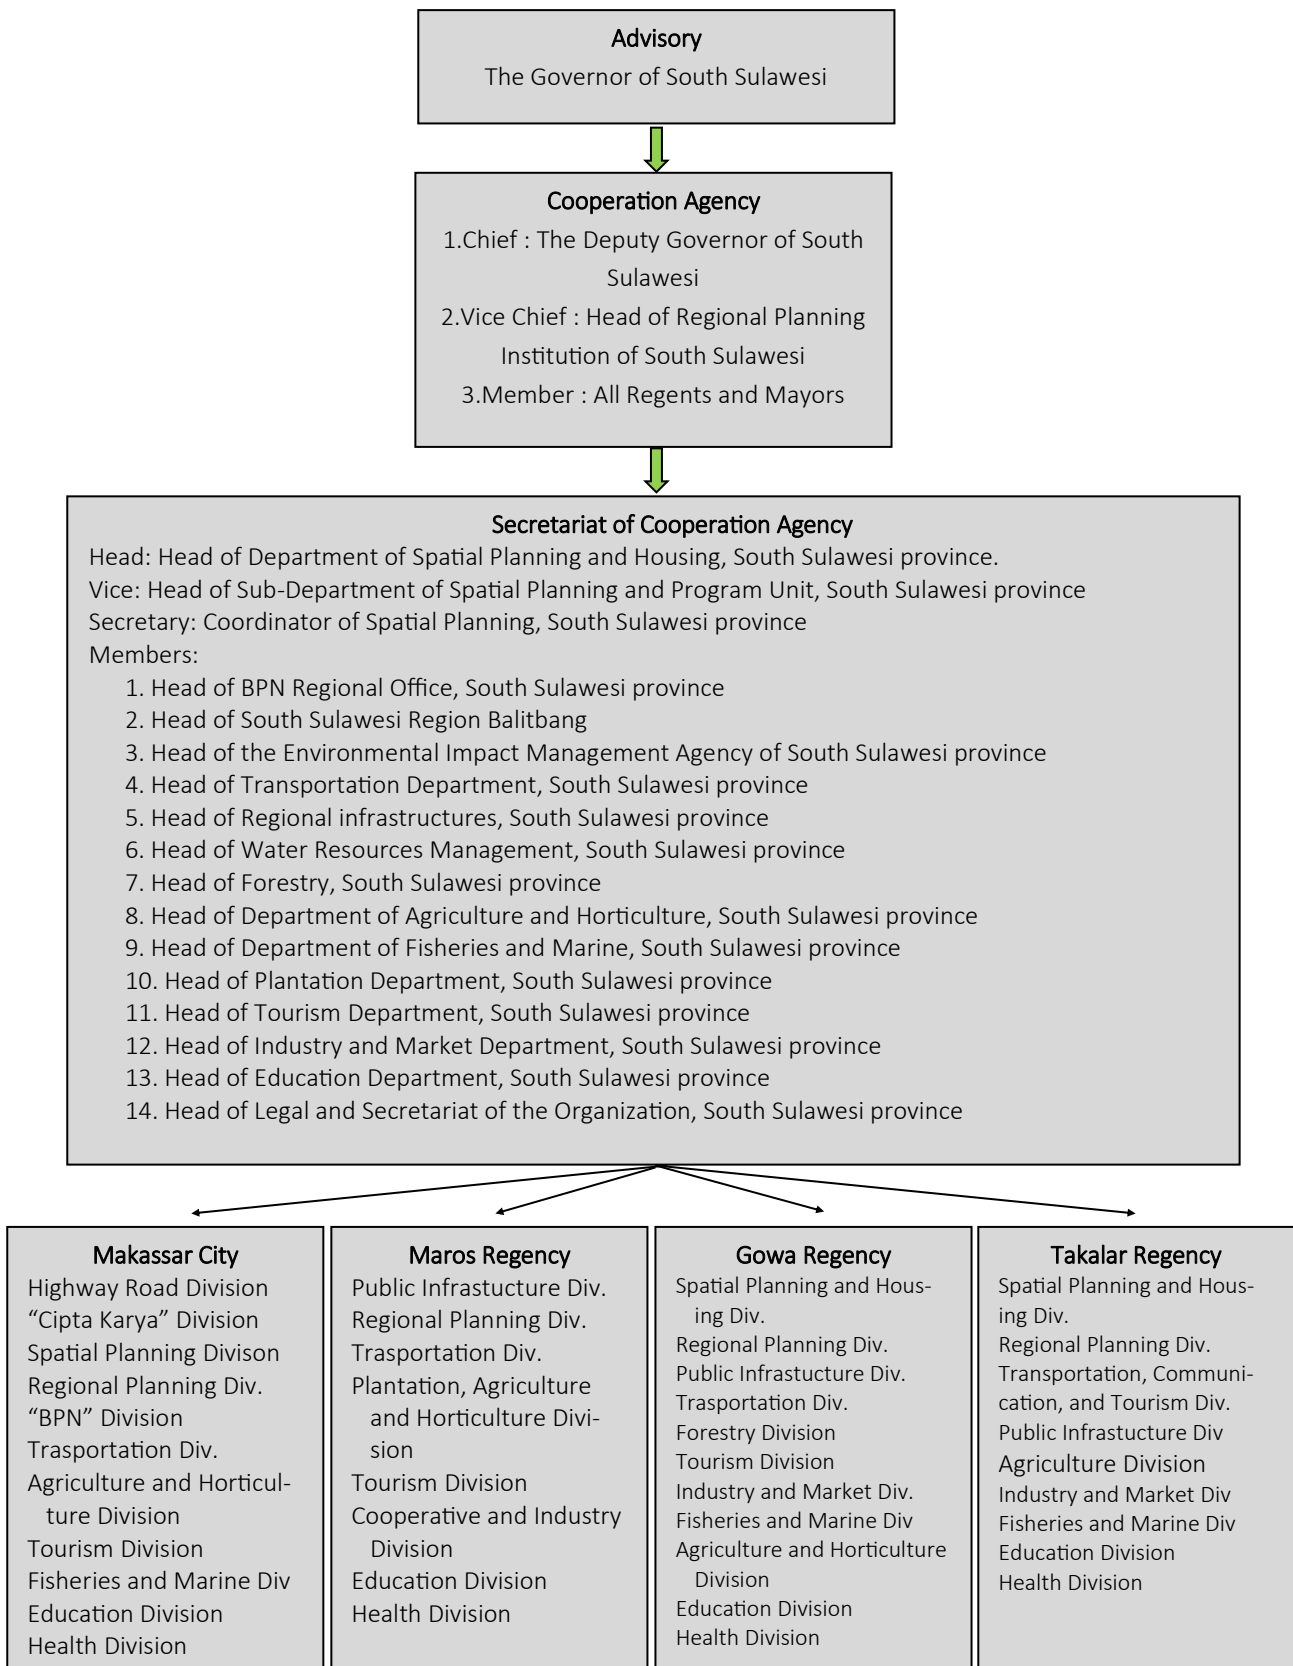 Advisory
The Governor of South Sulawesi
Cooperation Agency
1.Chief : The Deputy Governor of South
Sulawesi
2.Vice Chief : Head of Regional Planning
Institution of South Sulawesi
3.Member : All Regents and Mayors
Secretariat of Cooperation Agency
Head: Head of Department of Spatial Planning and Housing, South Sulawesi province.
Vice: Head of Sub-Department of Spatial Planning and Program Unit, South Sulawesi province
Secretary: Coordinator of Spatial Planning, South Sulawesi province
Members:
1. Head of BPN Regional Office, South Sulawesi province
2. Head of South Sulawesi Region Balitbang
3. Head of the Environmental Impact Management Agency of South Sulawesi province
4. Head of Transportation Department, South Sulawesi province
5. Head of Regional infrastructures, South Sulawesi province
6. Head of Water Resources Management, South Sulawesi province
7. Head of Forestry, South Sulawesi province
8. Head of Department of Agriculture and Horticulture, South Sulawesi province
9. Head of Department of Fisheries and Marine, South Sulawesi province
10. Head of Plantation Department, South Sulawesi province
11. Head of Tourism Department, South Sulawesi province
12. Head of Industry and Market Department, South Sulawesi province
13. Head of Education Department, South Sulawesi province
14. Head of Legal and Secretariat of the Organization, South Sulawesi province
Makassar City
Highway Road Division
“Cipta Karya” Division
Spatial Planning Divison
Regional Planning Div.
“BPN” Division
Trasportation Div.
Agriculture and Horticul-
ture Division
Tourism Division
Fisheries and Marine Div
Education Division
Health Division
Maros Regency
Public Infrastucture Div.
Regional Planning Div.
Trasportation Div.
Plantation, Agriculture
and Horticulture Divi-
sion
Tourism Division
Cooperative and Industry
Division
Education Division
Health Division
Gowa Regency
Spatial Planning and Hous-
ing Div.
Regional Planning Div.
Public Infrastucture Div.
Trasportation Div.
Forestry Division
Tourism Division
Industry and Market Div.
Fisheries and Marine Div
Agriculture and Horticulture
Division
Education Division
Health Division
Takalar Regency
Spatial Planning and Hous-
ing Div.
Regional Planning Div.
Transportation, Communi-
cation, and Tourism Div.
Public Infrastucture Div
Agriculture Division
Industry and Market Div
Fisheries and Marine Div
Education Division
Health Division